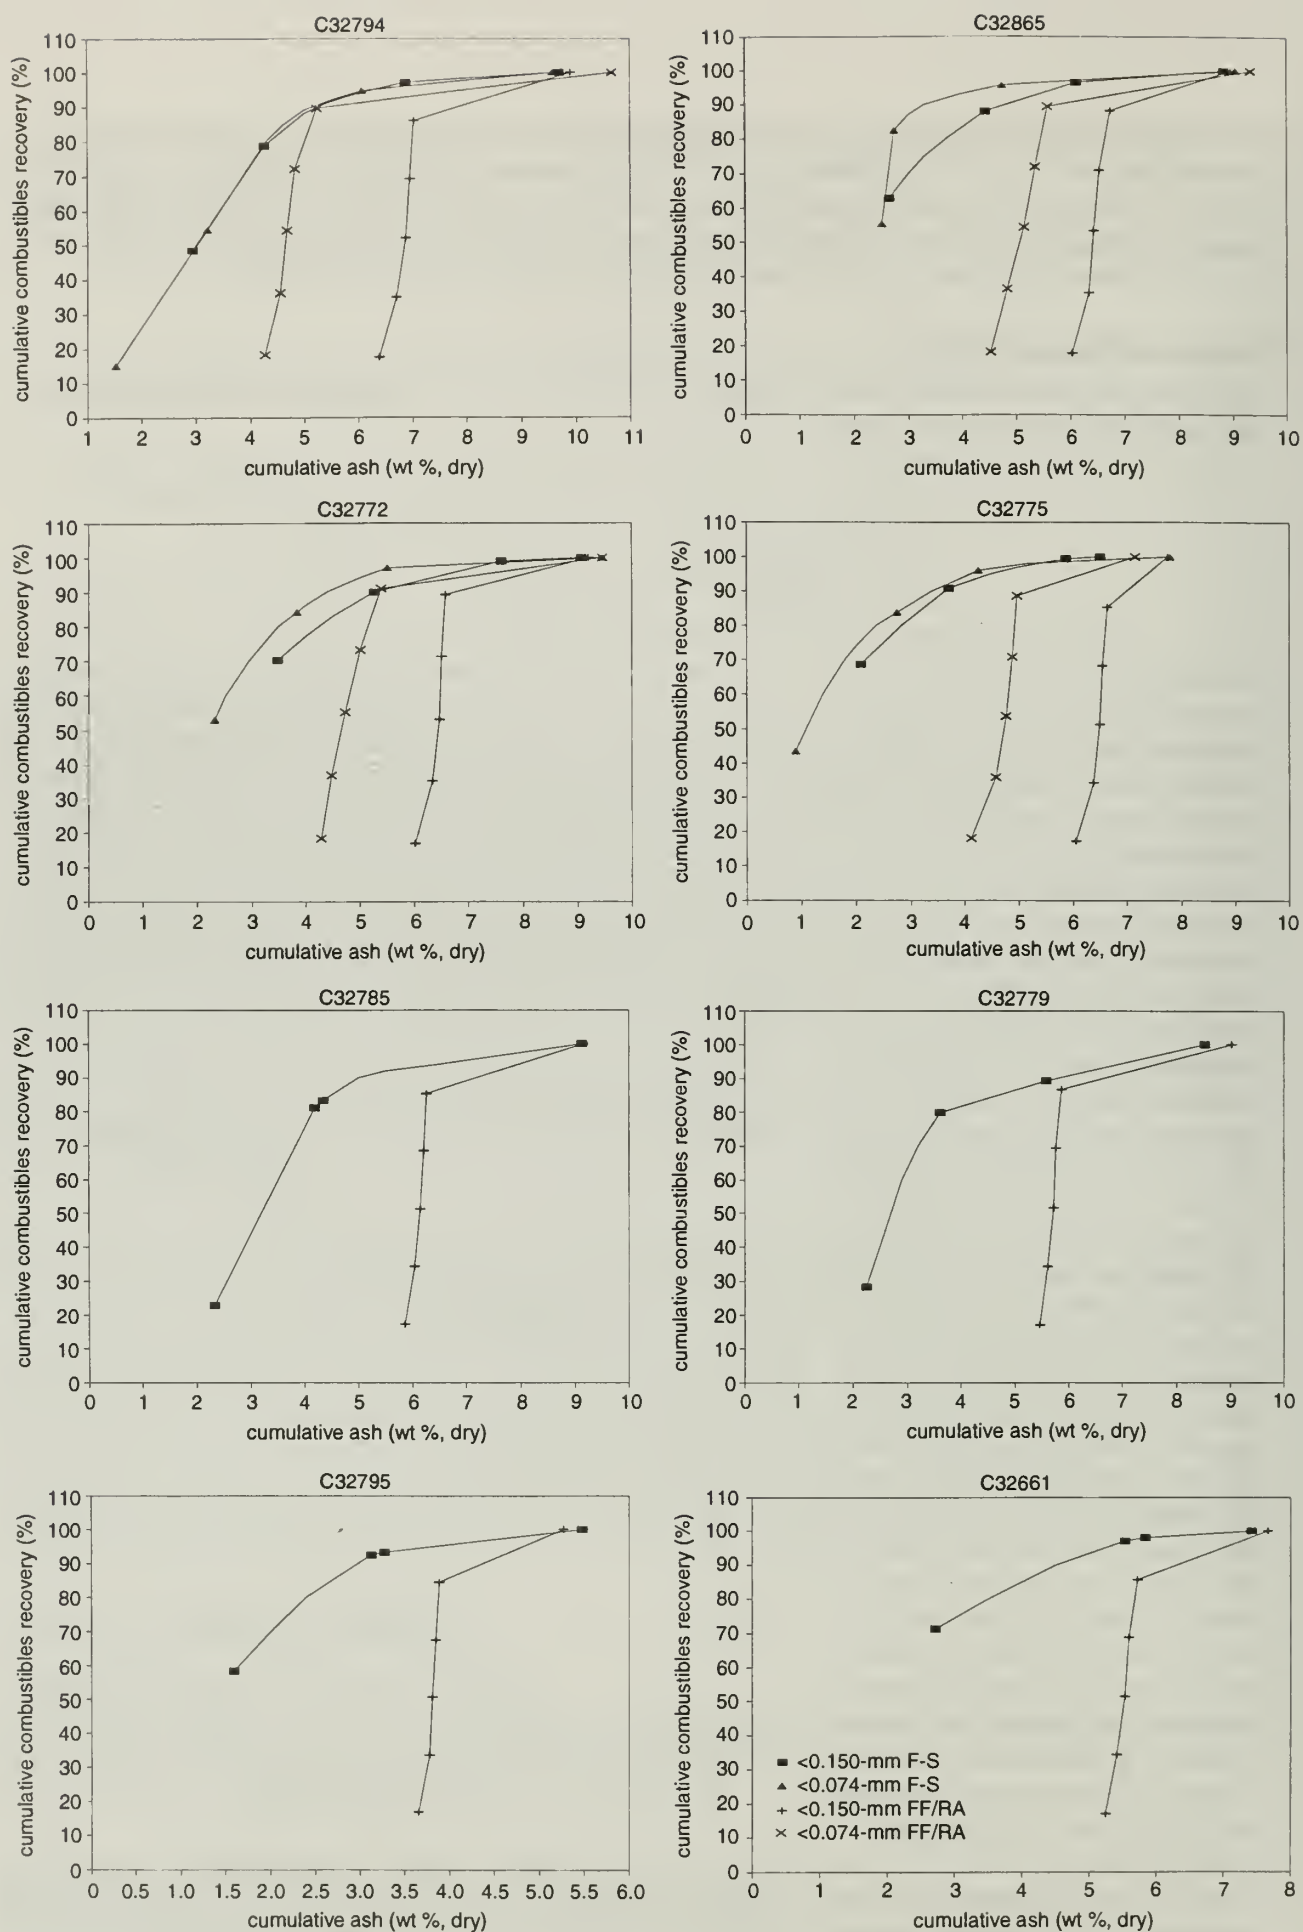 C32794
cumulative combustibles recovery (%)
110
100
90
80
70
60
50
40
30
20
10
0
1 2 3 4 5 6 7 8 9 10 11
cumulative ash (wt %, dry)
C32865
cumulative combustibles recovery (%)
110
100
90
80
70
60
50
40
30
20
10
0
0 1 2 3 4 5 6 7 8 9 10
cumulative ash (wt %, dry)
C32772
cumulative combustibles recovery (%)
110
100
90
80
70
60
50
40
30
20
10
0
0 1 2 3 4 5 6 7 8 9 10
cumulative ash (wt %, dry)
C32775
cumulative combustibles recovery (%)
110
100
90
80
70
60
50
40
30
20
10
0
0 1 2 3 4 5 6 7 8 9 10
cumulative ash (wt %, dry)
C32785
cumulative combustibles recovery (%)
110
100
90
80
70
60
50
40
30
20
10
0
0 1 2 3 4 5 6 7 8 9 10
cumulative ash (wt %, dry)
C32779
cumulative combustibles recovery (%)
110
100
90
80
70
60
50
40
30
20
10
0
0 1 2 3 4 5 6 7 8 9 10
cumulative ash (wt %, dry)
C32795
cumulative combustibles recovery (%)
110
100
90
80
70
60
50
40
30
20
10
0
0 0.5 1.0 1.5 2.0 2.5 3.0 3.5 4.0 4.5 5.0 5.5 6.0
cumulative ash (wt %, dry)
C32661
cumulative combustibles recovery (%)
110
100
90
80
70
60
50
40
30
20
10
0
<0.150-mm F-S
<0.074-mm F-S
<0.150-mm FF/RA
<0.074-mm FF/RA
0 1 2 3 4 5 6 7 8
cumulative ash (wt %, dry)